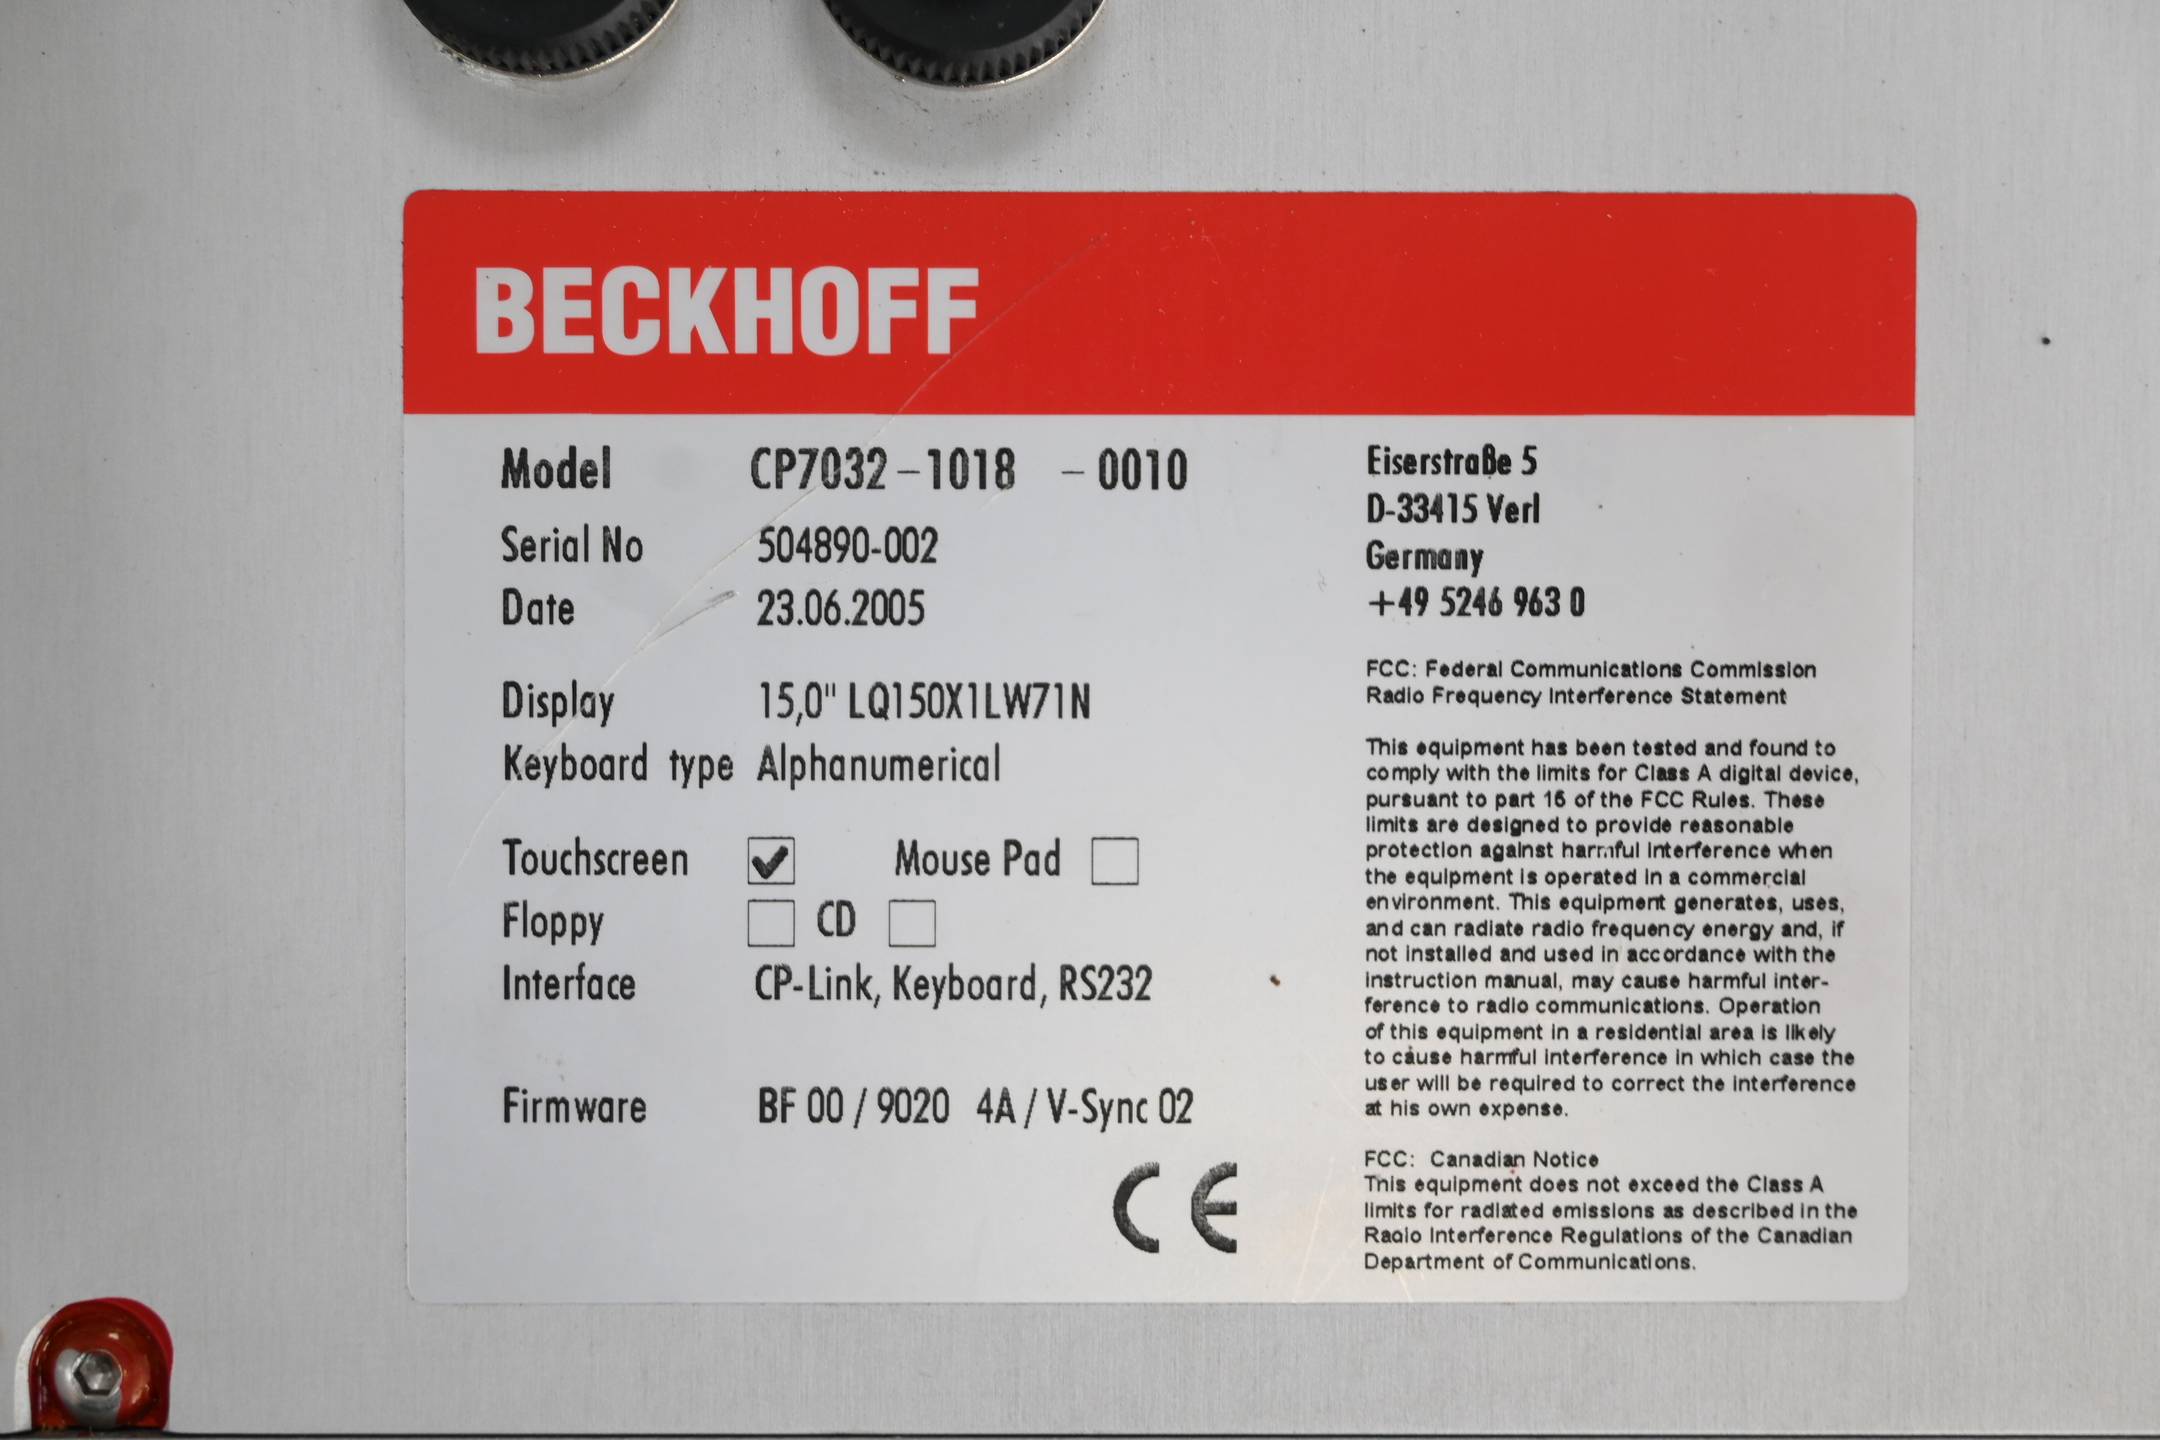 BECKHOFF
Model CP7032-1018 -0010
Serial No 504890-002
Date 23.06.2005
Display 15,0" LQ150X1LW71N
Keyboard type Alphanumerical
Touchscreen ✓ Mouse Pad
Floppy CD
Interface CP-Link, Keyboard, RS232
Firmware BF 00 / 9020 4A / V-Sync 02
CE
Eiserstraße 5
D-33415 Verl
Germany
+49 5246 963 0
FCC: Federal Communications Commission
Radio Frequency Interference Statement
This equipment has been tested and found to
comply with the limits for Class A digital device,
pursuant to part 15 of the FCC Rules. These
limits are designed to provide reasonable
protection against harmful interference when
the equipment is operated in a commercial
environment. This equipment generates, uses,
and can radiate radio frequency energy and, if
not installed and used in accordance with the
instruction manual, may cause harmful inter-
ference to radio communications. Operation
of this equipment in a residential area is likely
to cause harmful interference in which case the
user will be required to correct the interference
at his own expense.
FCC: Canadian Notice
This equipment does not exceed the Class A
limits for radiated emissions as described in the
Radio Interference Regulations of the Canadian
Department of Communications.